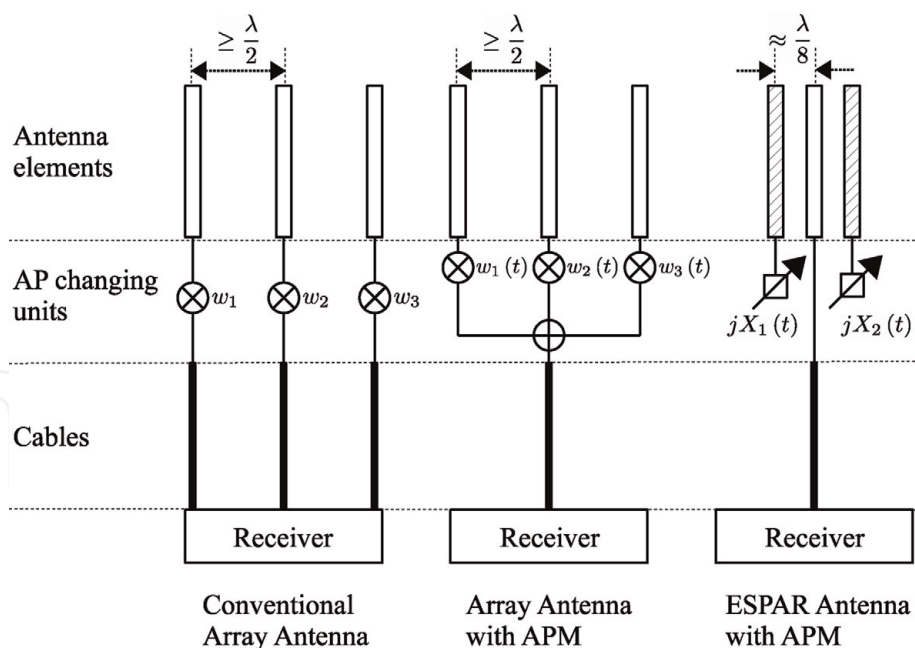 ≥ λ/2
≥ λ/2
≈ λ/8
Antenna
elements
AP changing
units
w₁
w₂
w₃
w₁ (t)
w₂ (t)
w₃ (t)
jX₁ (t)
jX₂ (t)
Cables
Receiver
Receiver
Receiver
Conventional
Array Antenna
Array Antenna
with APM
ESPAR Antenna
with APM